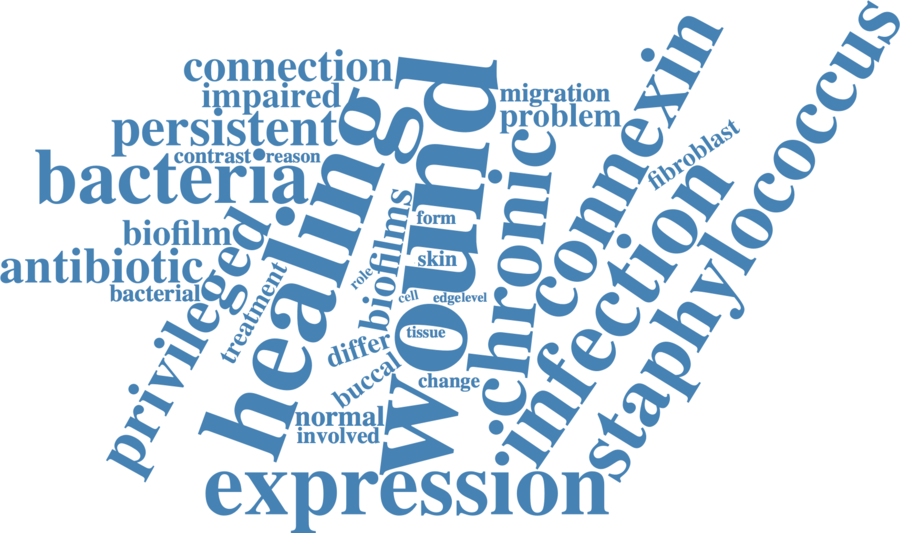 connection
impaired
persistent
contrast
reason
bacteria
biofilm
antibiotic
bacterial
privileged
treatment
healing
wound
role
biofilms
form
skin
cell
edge
level
tissue
differ
buccal
change
normal
involved
expression
migration
problem
chronic
connexin
fibroblast
infection
staphylococcus